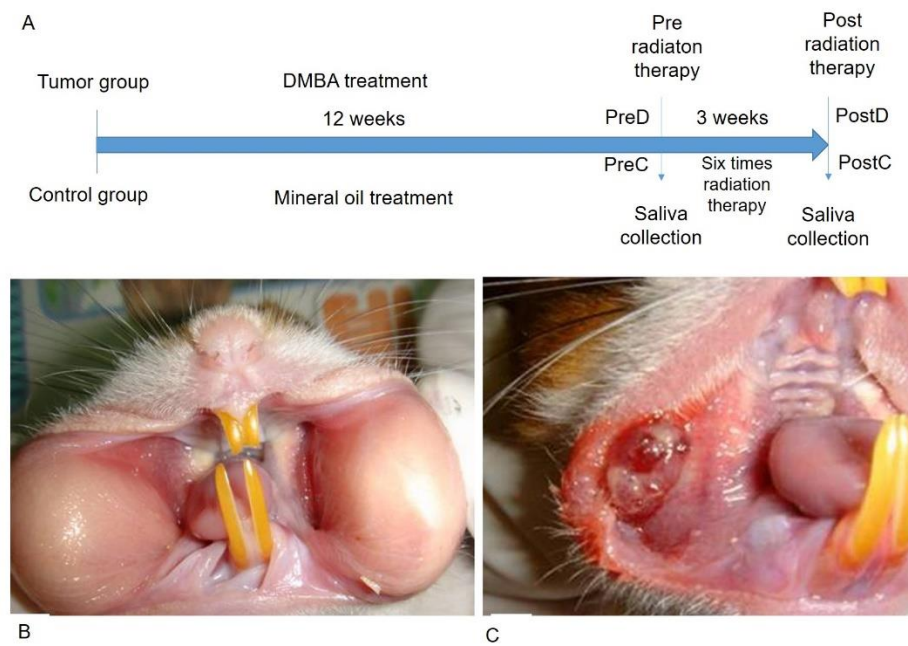 A
Pre
radiaton
therapy
Post
radiation
therapy
Tumor group
DMBA treatment
12 weeks
PreD
3 weeks
PostD
PreC
Six times
radiation
therapy
PostC
Control group
Mineral oil treatment
Saliva
collection
Saliva
collection
B
C